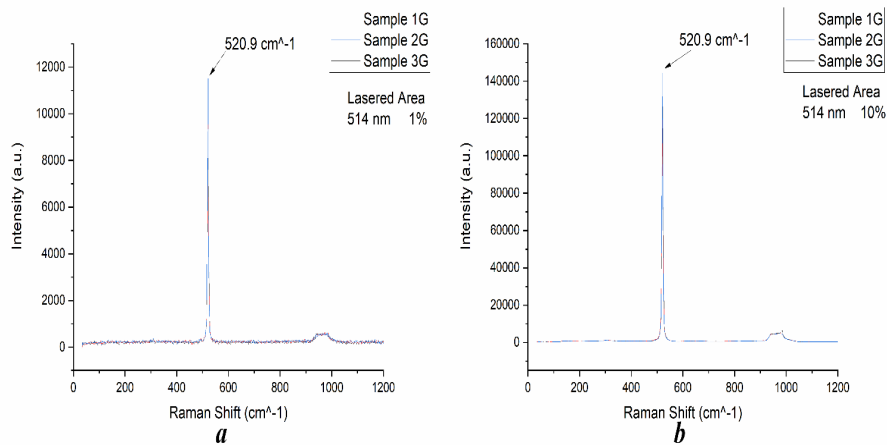 Sample 1G
Sample 2G
Sample 3G
520.9 cm^-1
Lasered Area
514 nm 1%
12000
10000
8000
6000
4000
2000
0
Intensity (a.u.)
0 200 400 600 800 1000 1200
Raman Shift (cm^-1)
a
Sample 1G
Sample 2G
Sample 3G
520.9 cm^-1
Lasered Area
514 nm 10%
160000
140000
120000
100000
80000
60000
40000
20000
0
Intensity (a.u.)
0 200 400 600 800 1000 1200
Raman Shift (cm^-1)
b